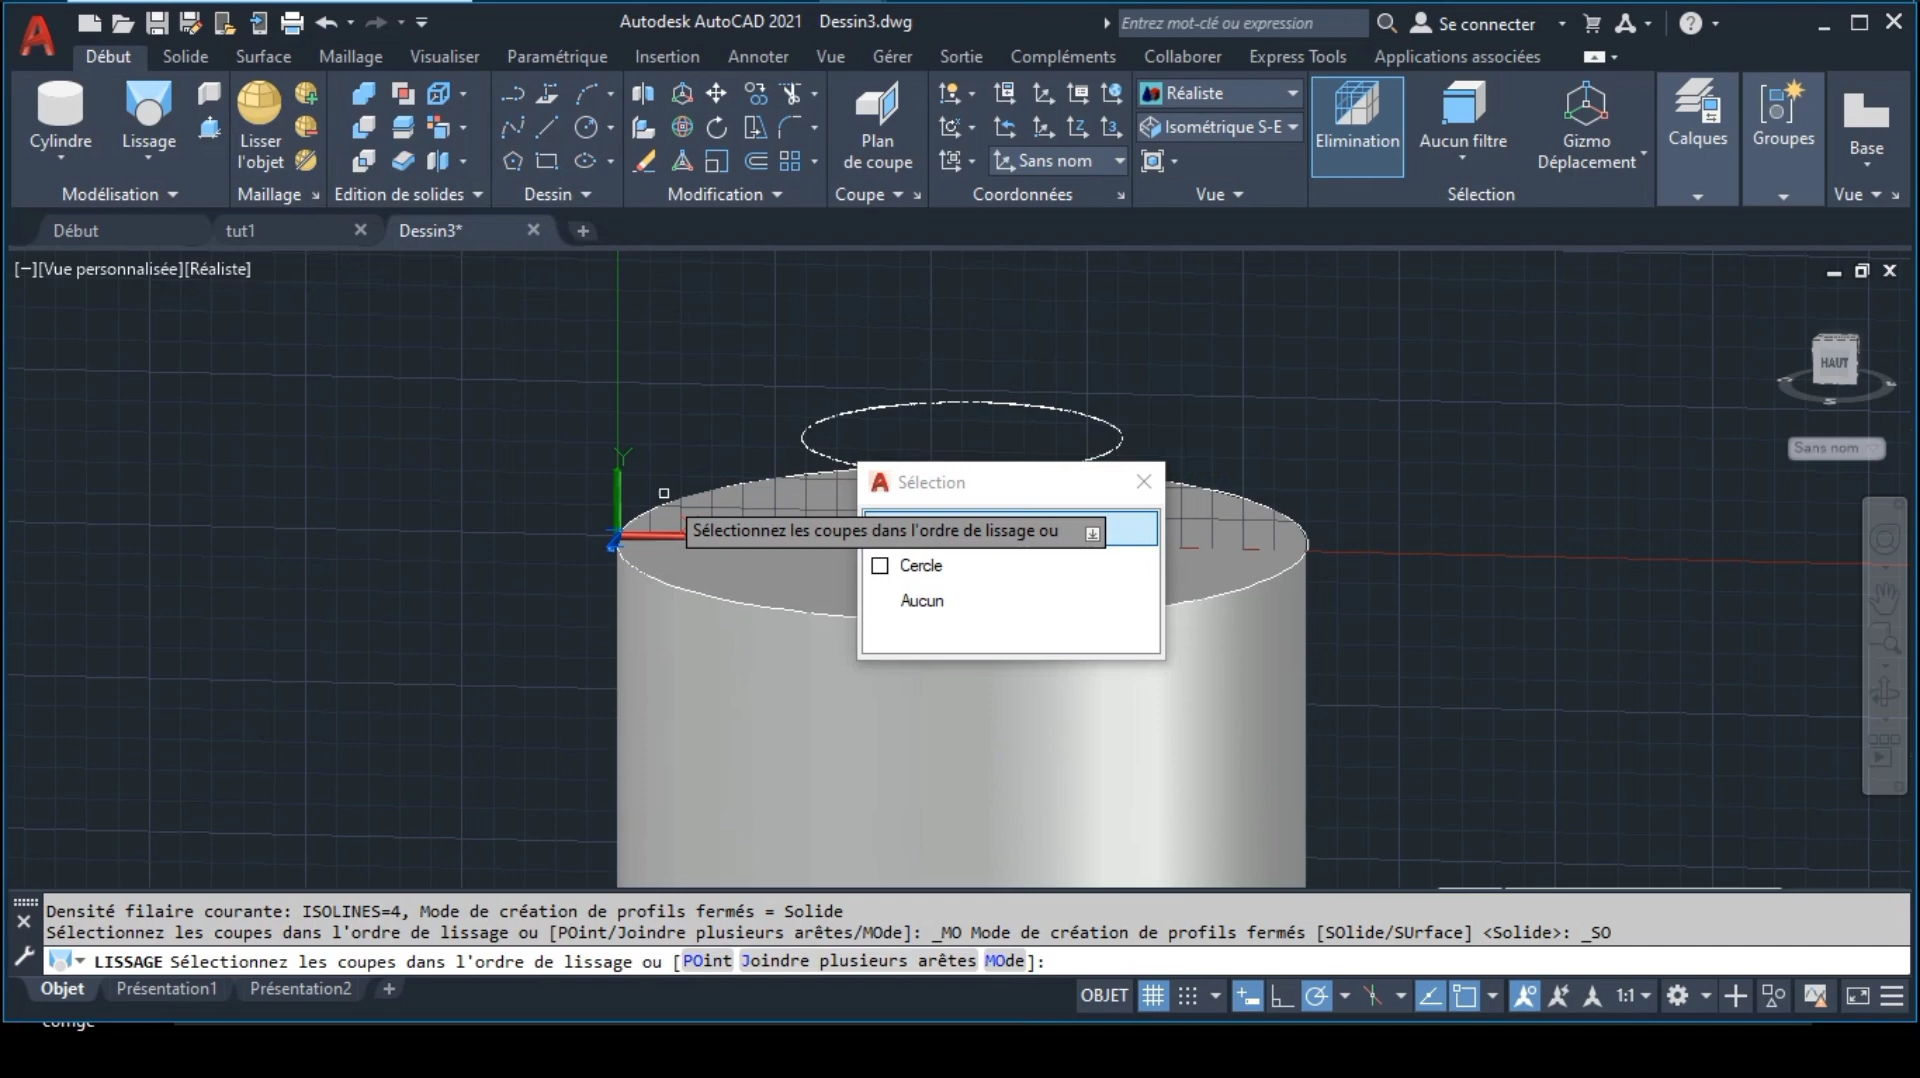 Autodesk AutoCAD 2021 Dessin3.dwg
Entrez mot-clé ou expression
Se connecter
Début Solide Surface Maillage Visualiser Paramétrique Insertion Annoter Vue Gérer Sortie Compléments Collaborer Express Tools Applications associées
Cylindre
Lissage
Lisser
l'objet
Plan
de coupe
Sans nom
Réaliste
Isométrique S-E
Elimination
Aucun filtre
Gizmo
Déplacement
Calques
Groupes
Base
Modélisation Maillage Edition de solides Dessin Modification Coupe Coordonnées Vue Sélection Vue
Début tut1 Dessin3*
[−][Vue personnalisée][Réaliste]
HAUT
Sans nom
Y
Sélection
Sélectionnez les coupes dans l'ordre de lissage ou
Cercle
Aucun
Densité filaire courante: ISOLINES=4, Mode de création de profils fermés = Solide
Sélectionnez les coupes dans l'ordre de lissage ou [POint/Joindre plusieurs arêtes/MOde]: _MO Mode de création de profils fermés [SOlide/SUrface] <Solide>: _SO
LISSAGE Sélectionnez les coupes dans l'ordre de lissage ou [POint Joindre plusieurs arêtes MOde]:
Objet Présentation1 Présentation2
OBJET
1:1